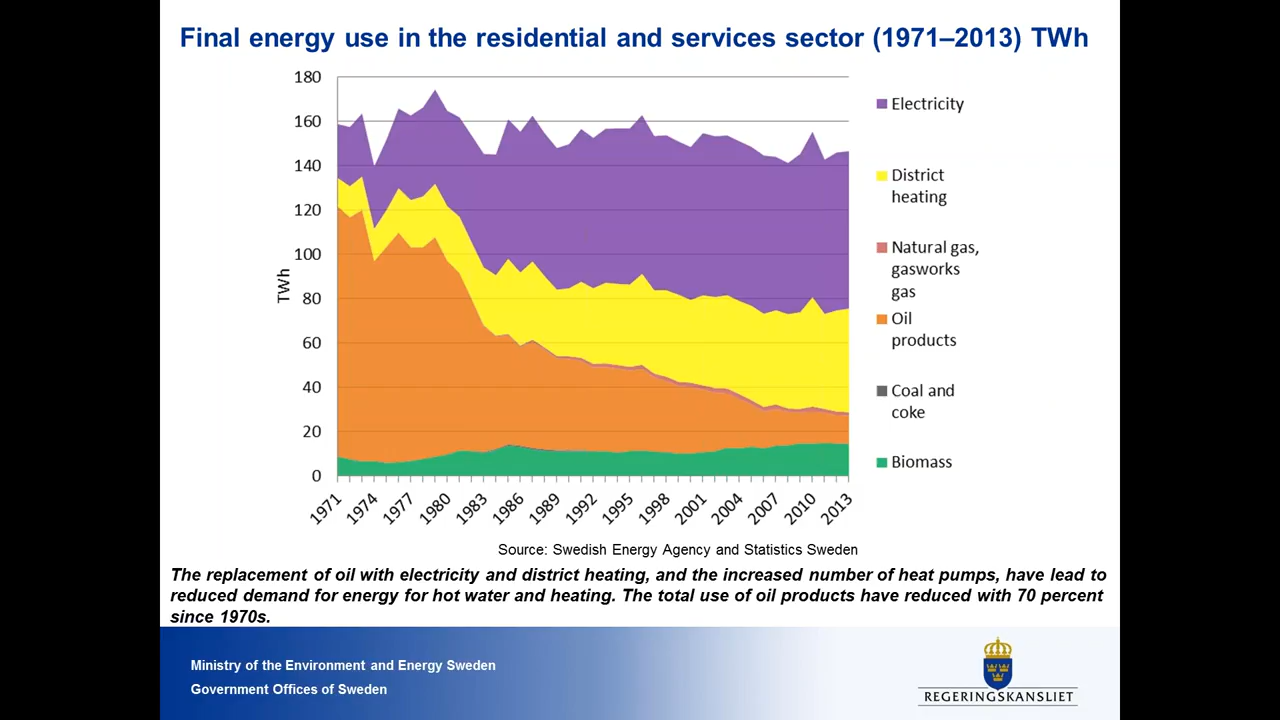 Final energy use in the residential and services sector (1971–2013) TWh
180
160
140
120
100
80
60
40
20
0
TWh
1971
1974
1977
1980
1983
1986
1989
1992
1995
1998
2001
2004
2007
2010
2013
Electricity
District
heating
Natural gas,
gasworks
gas
Oil
products
Coal and
coke
Biomass
Source: Swedish Energy Agency and Statistics Sweden
The replacement of oil with electricity and district heating, and the increased number of heat pumps, have lead to
reduced demand for energy for hot water and heating. The total use of oil products have reduced with 70 percent
since 1970s.
Ministry of the Environment and Energy Sweden
Government Offices of Sweden
REGERINGSKANSLIET